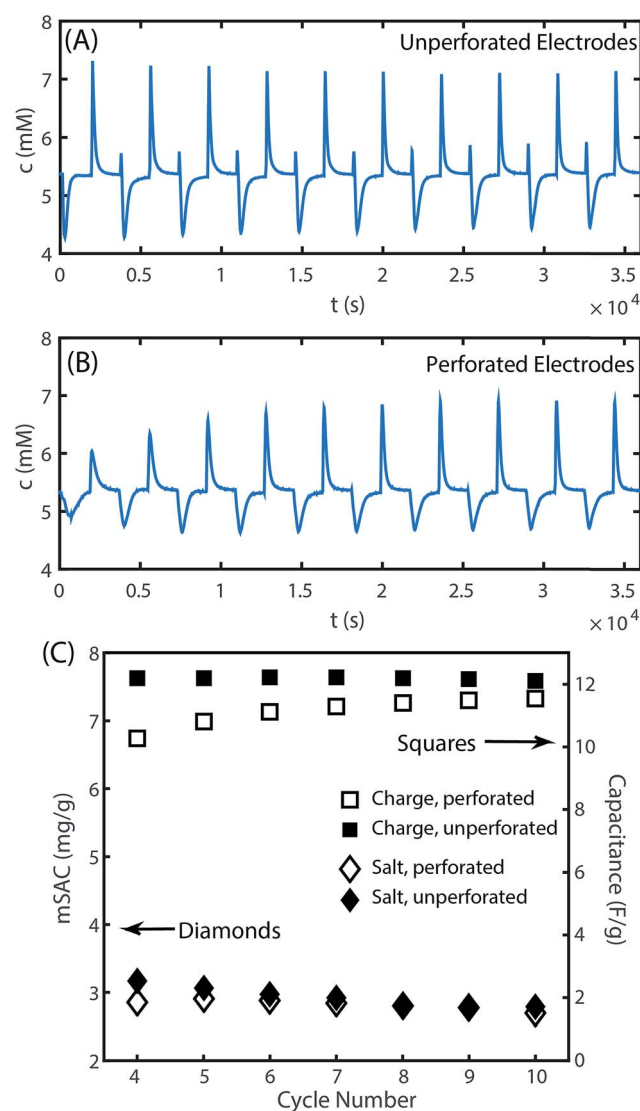 (A)
Unperforated Electrodes
8
7
6
5
4
c (mM)
0 0.5 1 1.5 2 2.5 3 3.5
t (s)
× 10⁴
(B)
Perforated Electrodes
8
7
6
5
4
c (mM)
0 0.5 1 1.5 2 2.5 3 3.5
t (s)
× 10⁴
(C)
8
7
6
5
4
3
2
mSAC (mg/g)
12
10
8
6
4
2
0
Capacitance (F/g)
Squares
Charge, perforated
Charge, unperforated
Salt, perforated
Salt, unperforated
Diamonds
4 5 6 7 8 9 10
Cycle Number